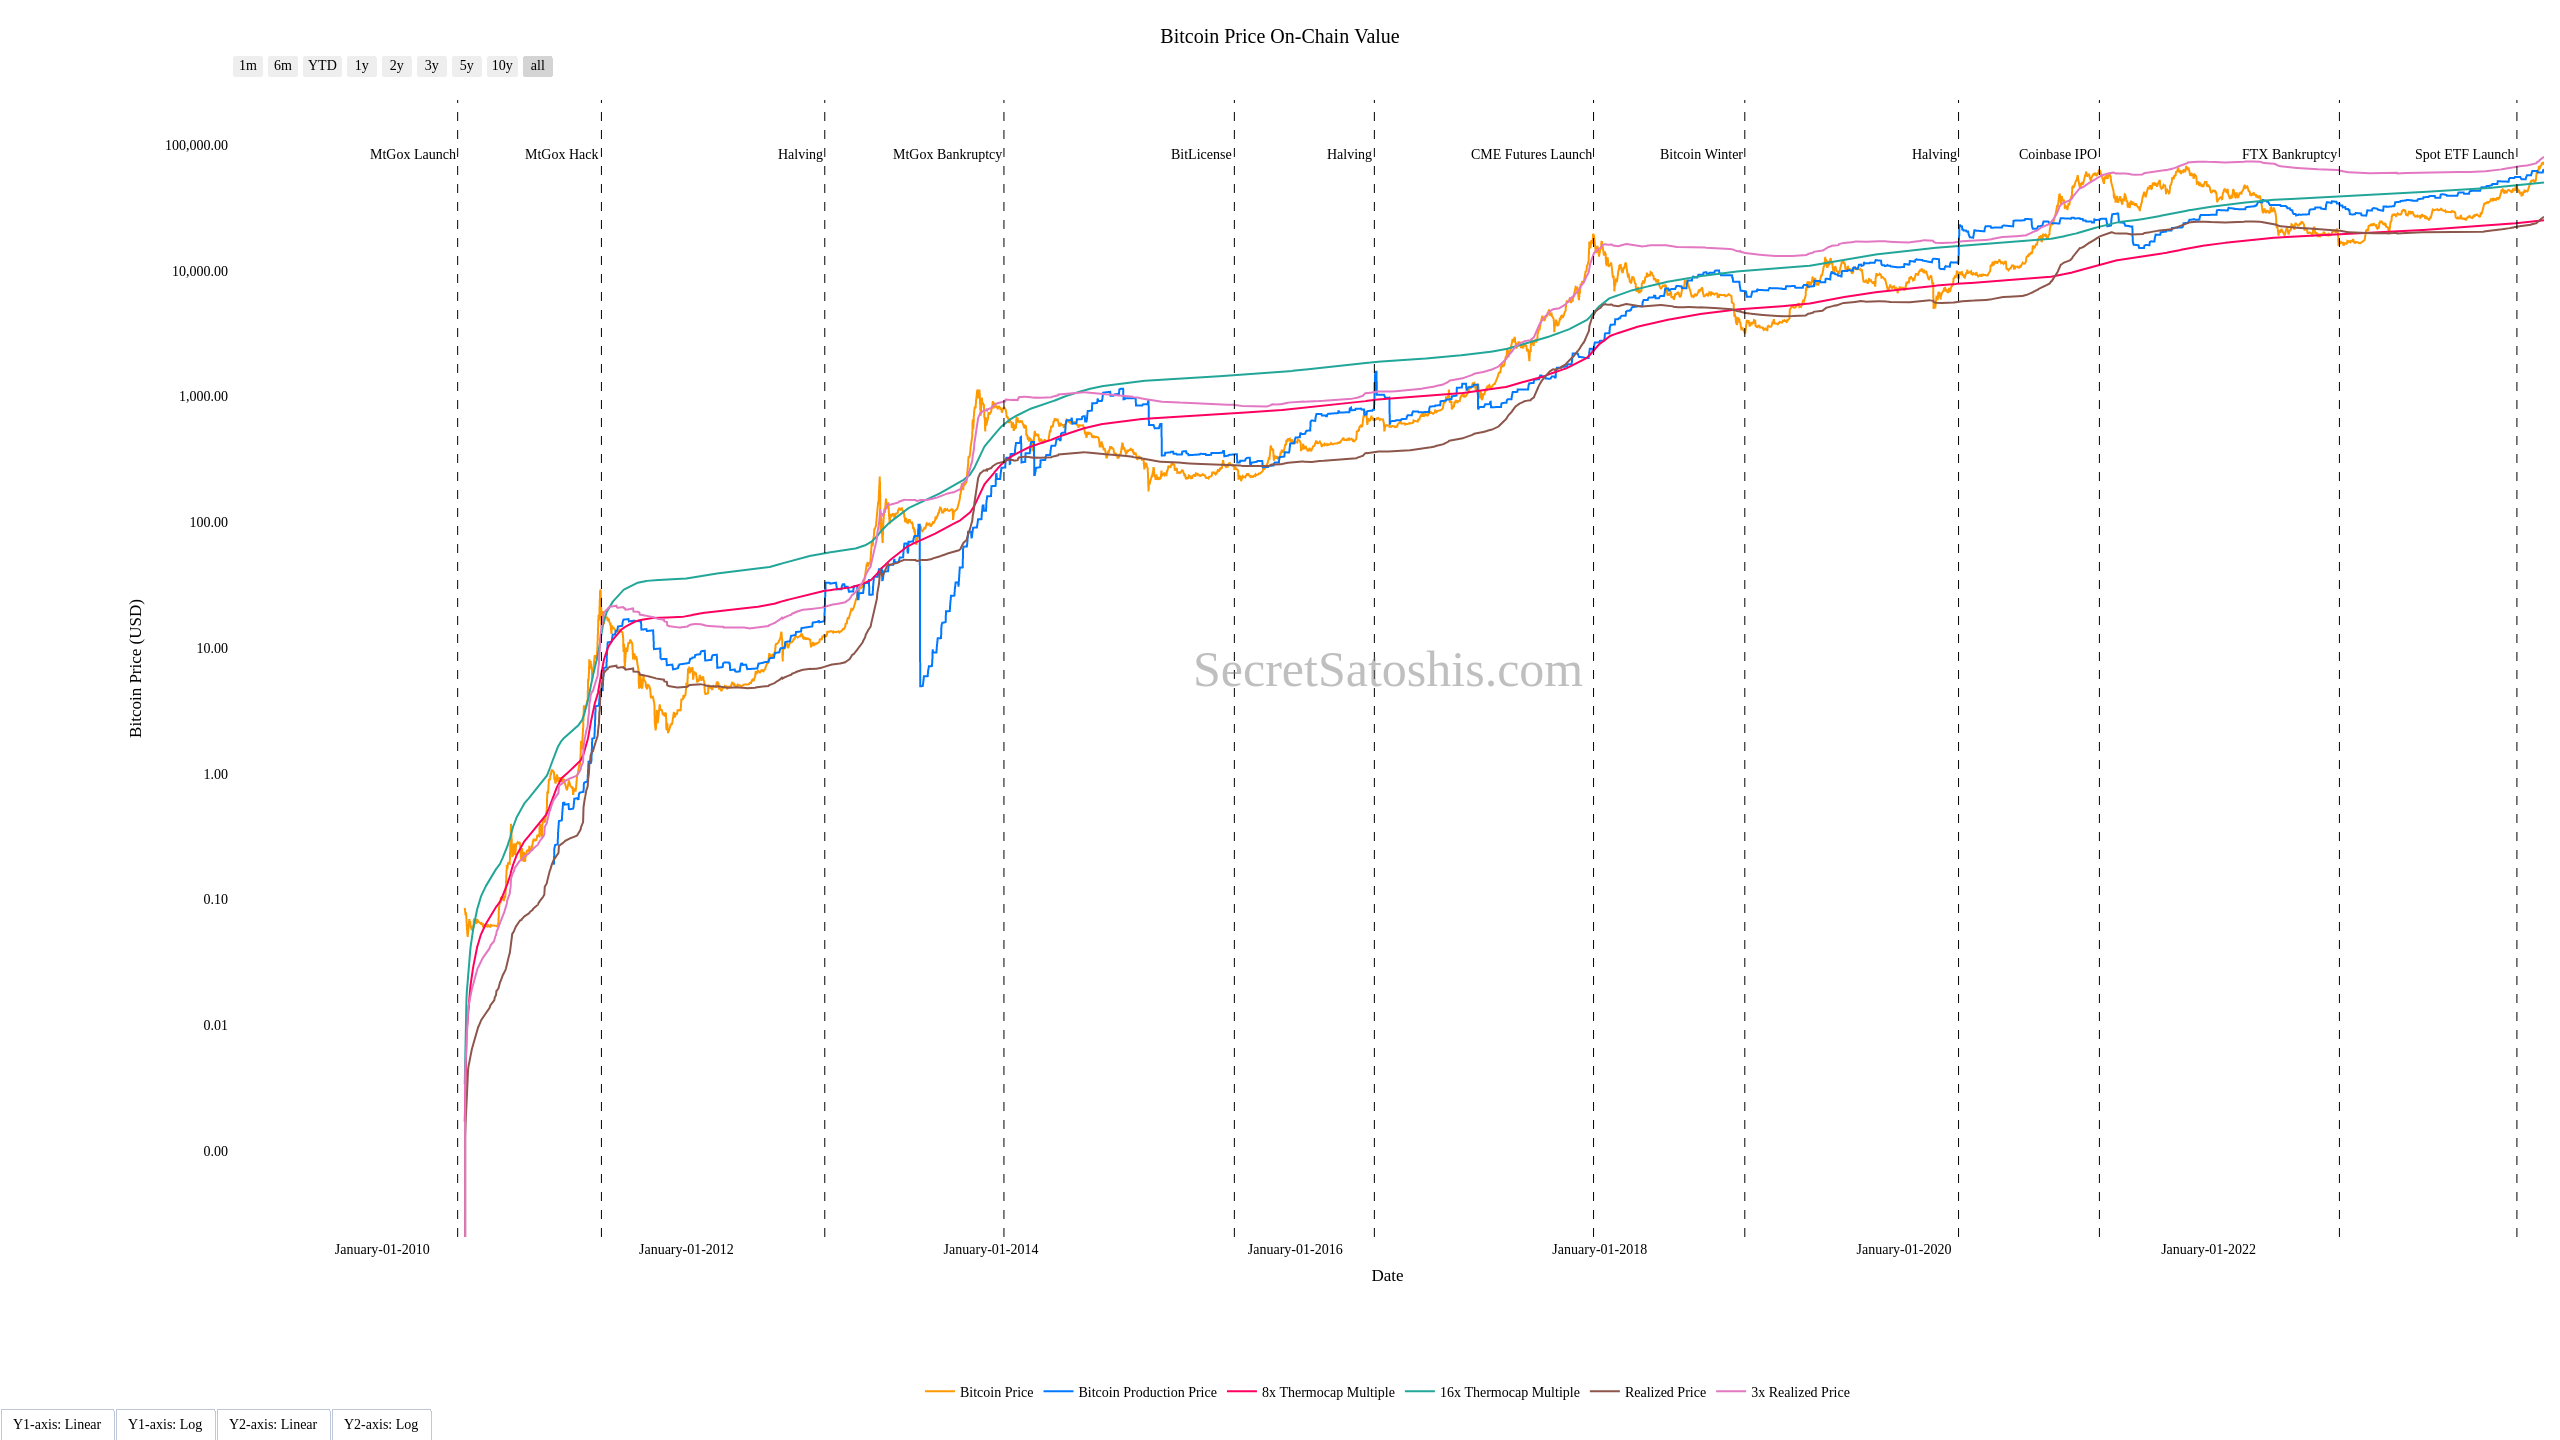 Bitcoin Price On-Chain Value
1m 6m YTD 1y 2y 3y 5y 10y all
100,000.00
MtGox Launch MtGox Hack Halving MtGox Bankruptcy BitLicense Halving CME Futures Launch Bitcoin Winter Halving Coinbase IPO FTX Bankruptcy Spot ETF Launch
10,000.00
1,000.00
100.00
10.00
1.00
0.10
0.01
0.00
Bitcoin Price (USD)
SecretSatoshis.com
January-01-2010 January-01-2012 January-01-2014 January-01-2016 January-01-2018 January-01-2020 January-01-2022
Date
Bitcoin Price Bitcoin Production Price 8x Thermocap Multiple 16x Thermocap Multiple Realized Price 3x Realized Price
Y1-axis: Linear Y1-axis: Log Y2-axis: Linear Y2-axis: Log